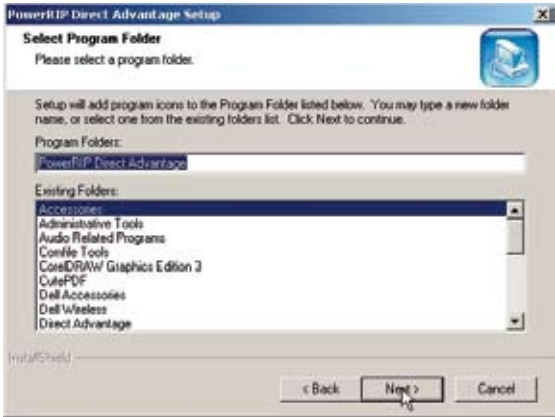 PowerRIP Direct Advantage Setup
Select Program Folder
Please select a program folder.
Setup will add program icons to the Program Folder listed below. You may type a new folder
name, or select one from the existing folders list. Click Next to continue.
Program Folders:
PowerRIP Direct Advantage
Existing Folders:
Accessories
Administrative Tools
Audio Related Programs
Comfile Tools
CorelDRAW Graphics Edition 3
CutePDF
Dell Accessories
Dell Wireless
Direct Advantage
InstallShield
< Back
Next >
Cancel